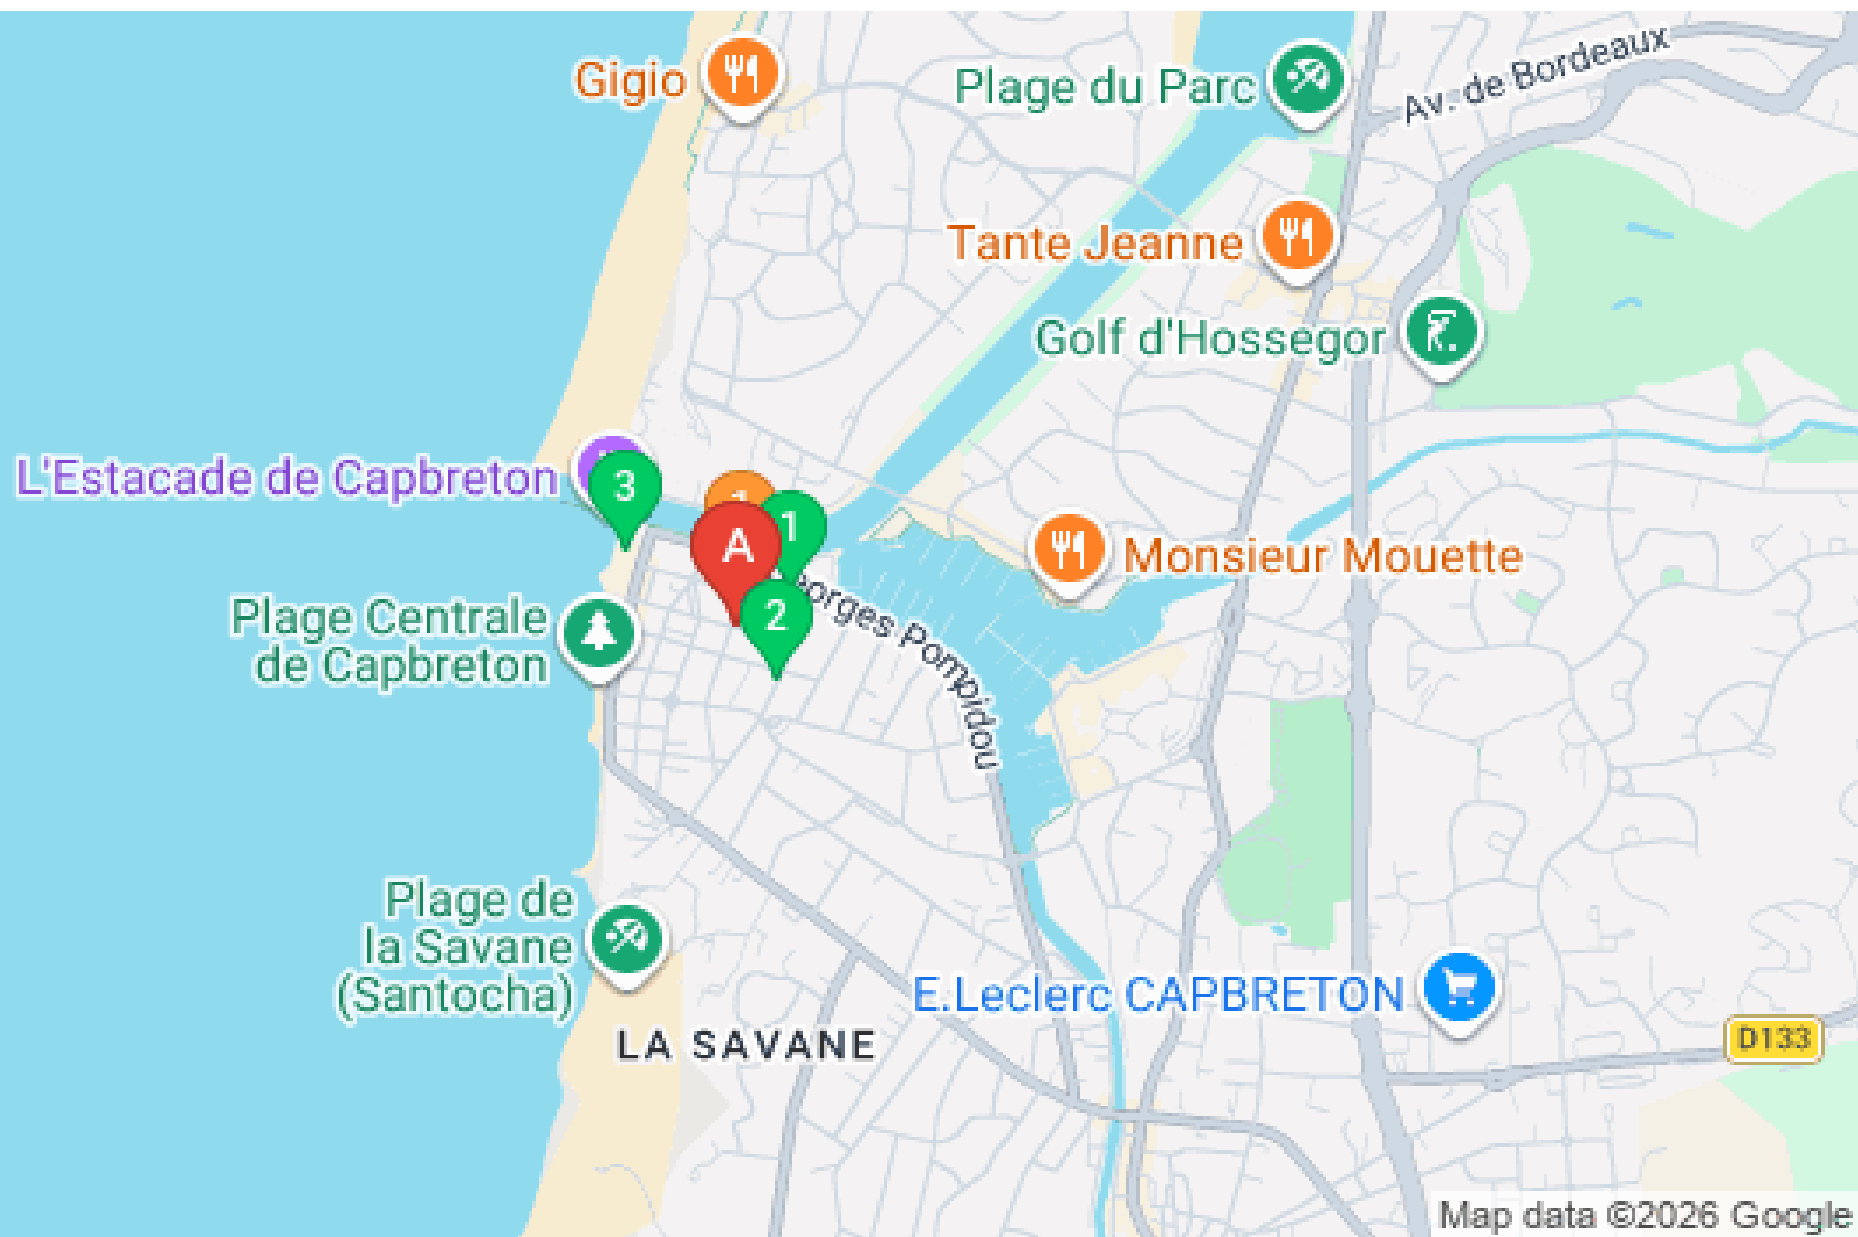 Gigio
Plage du Parc
Av. de Bordeaux
Tante Jeanne
Golf d'Hossegor
L'Estacade de Capbreton
3
1
1
A
2
Monsieur Mouette
Georges Pompidou
Plage Centrale
de Capbreton
Plage de
la Savane
(Santocha)
E.Leclerc CAPBRETON
LA SAVANE
D133
Map data ©2026 Google